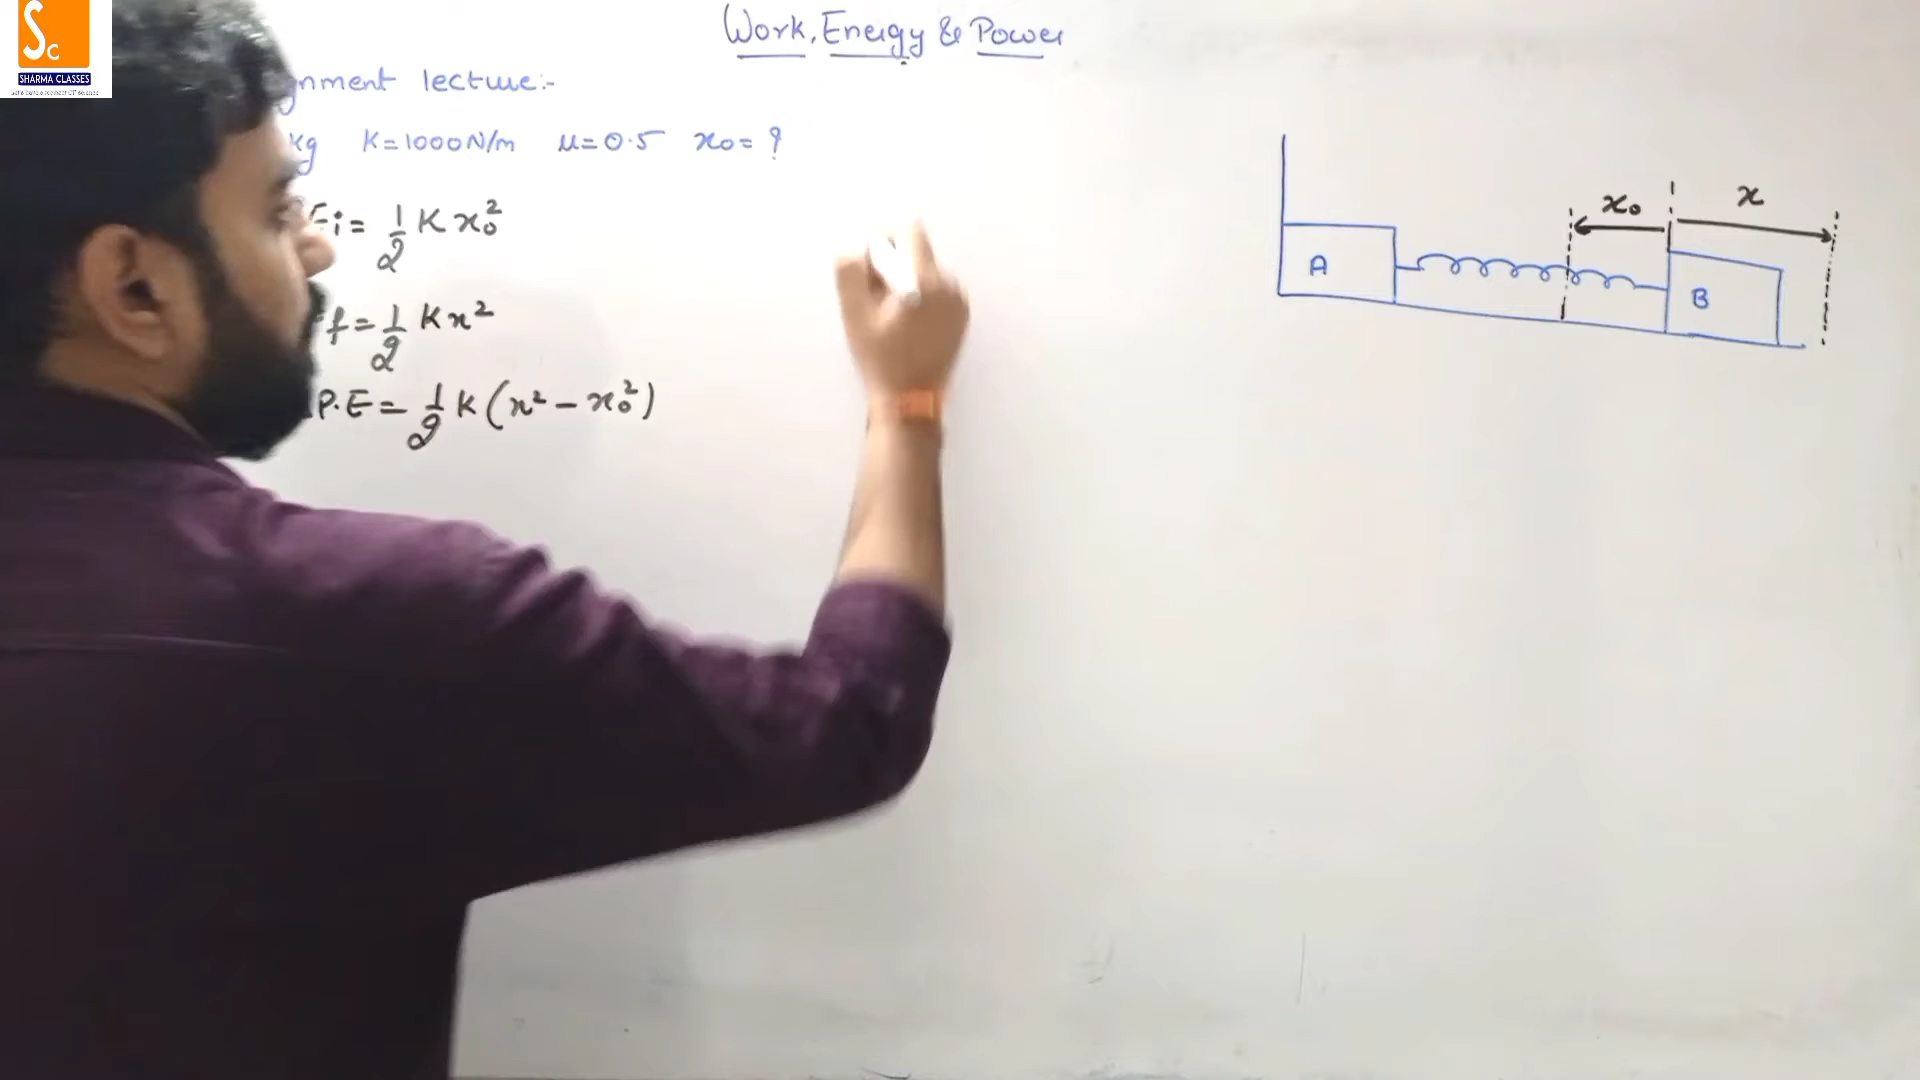 Sc
SHARMA CLASSES
Work, Energy & Power
gnment lecture:-
kg K=1000N/m μ=0.5 x₀=?
Ei = 1/2 K x₀²
f = 1/2 K x²
P.E = 1/2 K (x² - x₀²)
x₀ x
A B